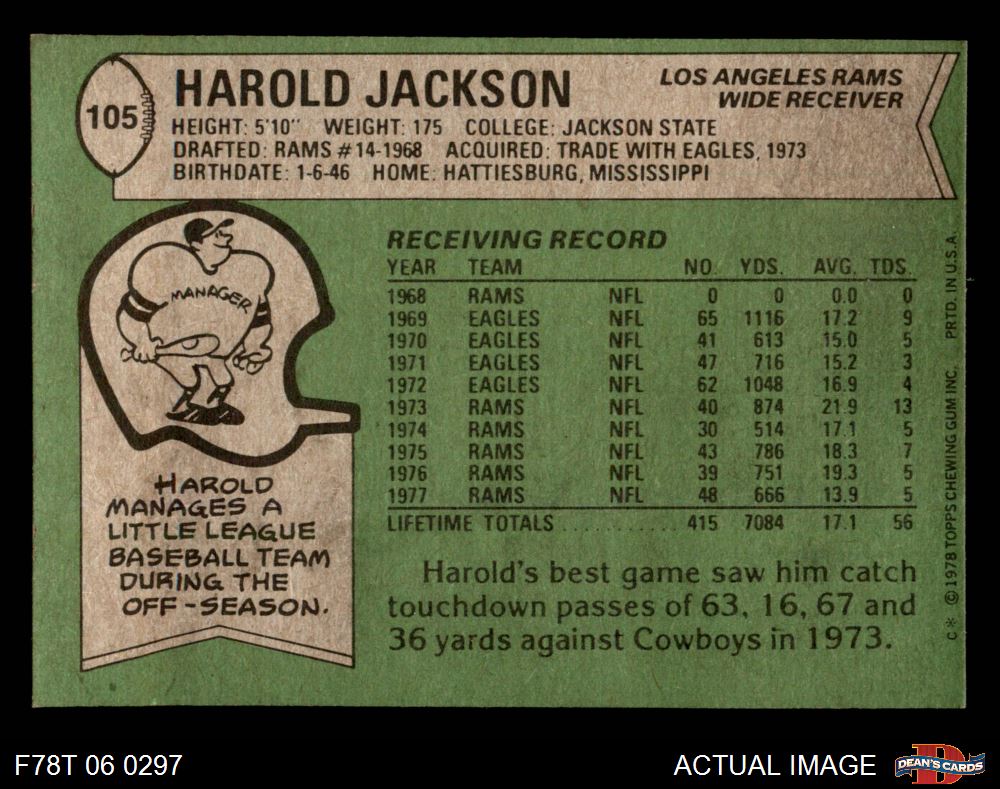 105
HAROLD JACKSON
LOS ANGELES RAMS
WIDE RECEIVER
HEIGHT: 5'10" WEIGHT: 175 COLLEGE: JACKSON STATE
DRAFTED: RAMS #14-1968 ACQUIRED: TRADE WITH EAGLES, 1973
BIRTHDATE: 1-6-46 HOME: HATTIESBURG, MISSISSIPPI
MANAGER
HAROLD
MANAGES A
LITTLE LEAGUE
BASEBALL TEAM
DURING THE
OFF-SEASON.
RECEIVING RECORD
YEAR TEAM NO. YDS. AVG. TDS.
1968 RAMS NFL 0 0 0.0 0
1969 EAGLES NFL 65 1116 17.2 9
1970 EAGLES NFL 41 613 15.0 5
1971 EAGLES NFL 47 716 15.2 3
1972 EAGLES NFL 62 1048 16.9 4
1973 RAMS NFL 40 874 21.9 13
1974 RAMS NFL 30 514 17.1 5
1975 RAMS NFL 43 786 18.3 7
1976 RAMS NFL 39 751 19.3 5
1977 RAMS NFL 48 666 13.9 5
LIFETIME TOTALS .......... 415 7084 17.1 56
Harold's best game saw him catch
touchdown passes of 63, 16, 67 and
36 yards against Cowboys in 1973.
C* © 1978 TOPPS CHEWING GUM INC. PRTD. IN U.S.A.
F78T 06 0297
ACTUAL IMAGE
D
DEAN'S CARDS